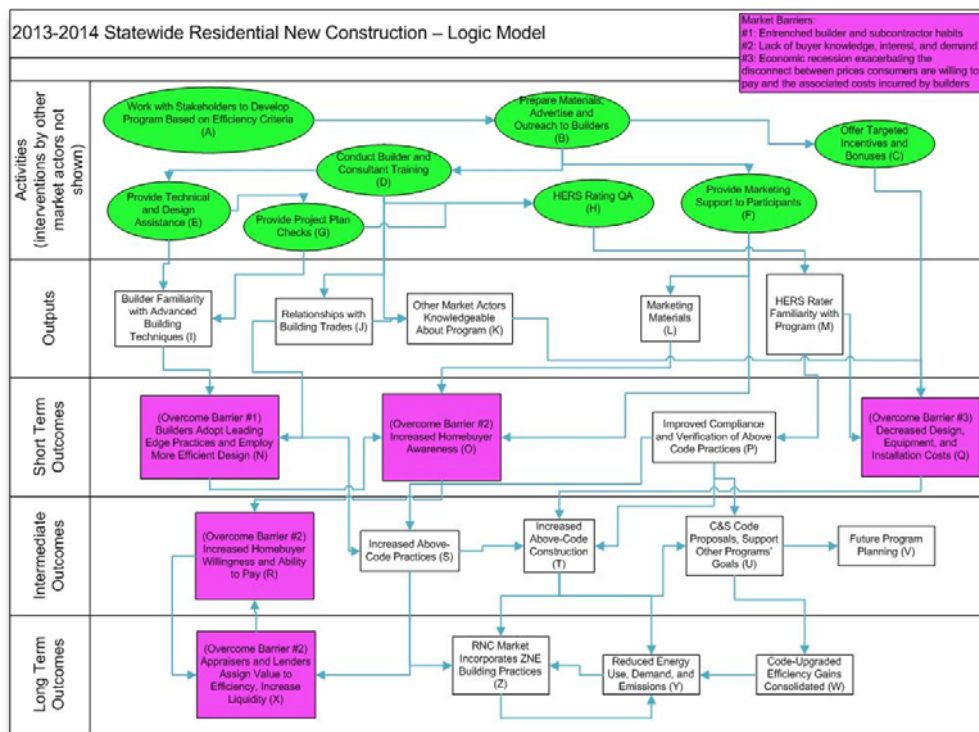 2013-2014 Statewide Residential New Construction – Logic Model
Market Barriers:
#1: Entrenched builder and subcontractor habits
#2: Lack of buyer knowledge, interest, and demand
#3: Economic recession exacerbating the
disconnect between prices consumers are willing to
pay and the associated costs incurred by builders
Activities
(interventions by other
market actors not
shown)
Work with Stakeholders to Develop
Program Based on Efficiency Criteria
(A)
Prepare Materials,
Advertise and
Outreach to Builders
(B)
Offer Targeted
Incentives and
Bonuses (C)
Conduct Builder and
Consultant Training
(D)
Provide Technical
and Design
Assistance (E)
Provide Project Plan
Checks (G)
HERS Rating QA
(H)
Provide Marketing
Support to Participants
(F)
Outputs
Builder Familiarity
with Advanced
Building
Techniques (I)
Relationships with
Building Trades (J)
Other Market Actors
Knowledgeable
About Program (K)
Marketing
Materials
(L)
HERS Rater
Familiarity with
Program (M)
Short Term
Outcomes
(Overcome Barrier #1)
Builders Adopt Leading
Edge Practices and Employ
More Efficient Design (N)
(Overcome Barrier #2)
Increased Homebuyer
Awareness (O)
Improved Compliance
and Verification of Above
Code Practices (P)
(Overcome Barrier #3)
Decreased Design,
Equipment, and
Installation Costs (Q)
Intermediate
Outcomes
(Overcome Barrier #2)
Increased Homebuyer
Willingness and Ability
to Pay (R)
Increased Above-
Code Practices (S)
Increased
Above-Code
Construction
(T)
C&S Code
Proposals, Support
Other Programs'
Goals (U)
Future Program
Planning (V)
Long Term
Outcomes
(Overcome Barrier #2)
Appraisers and Lenders
Assign Value to
Efficiency, Increase
Liquidity (X)
RNC Market
Incorporates ZNE
Building Practices
(Z)
Reduced Energy
Use, Demand, and
Emissions (Y)
Code-Upgraded
Efficiency Gains
Consolidated (W)